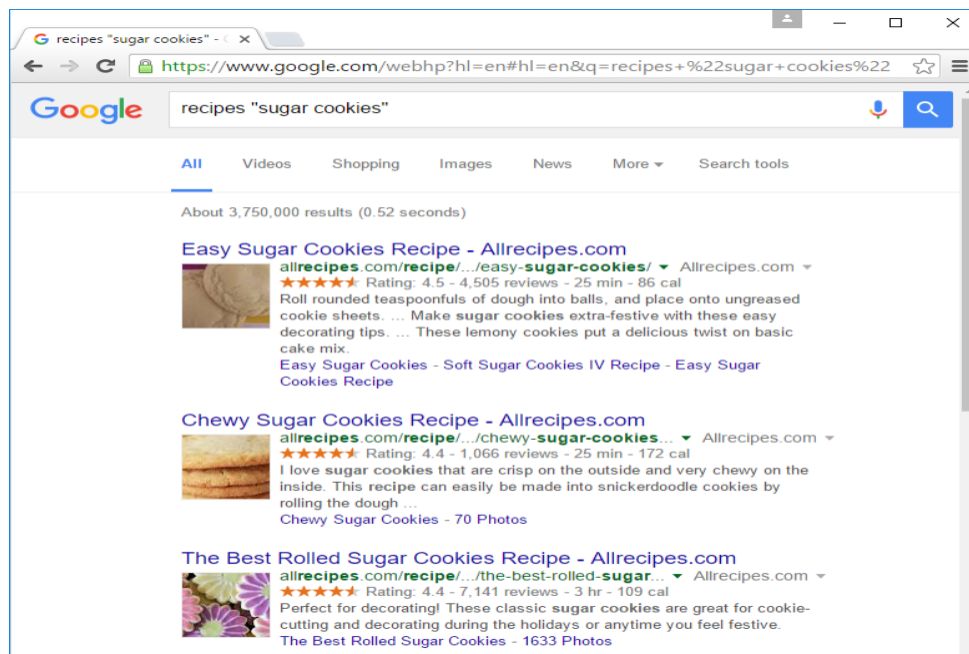 recipes "sugar cookies" -
https://www.google.com/webhp?hl=en#hl=en&q=recipes+%22sugar+cookies%22
Google recipes "sugar cookies"
All Videos Shopping Images News More Search tools
About 3,750,000 results (0.52 seconds)
Easy Sugar Cookies Recipe - Allrecipes.com
allrecipes.com/recipe/.../easy-sugar-cookies/ Allrecipes.com
Rating: 4.5 - 4,505 reviews - 25 min - 86 cal
Roll rounded teaspoonfuls of dough into balls, and place onto ungreased
cookie sheets. ... Make sugar cookies extra-festive with these easy
decorating tips. ... These lemony cookies put a delicious twist on basic
cake mix.
Easy Sugar Cookies - Soft Sugar Cookies IV Recipe - Easy Sugar
Cookies Recipe
Chewy Sugar Cookies Recipe - Allrecipes.com
allrecipes.com/recipe/.../chewy-sugar-cookies... Allrecipes.com
Rating: 4.4 - 1,066 reviews - 25 min - 172 cal
I love sugar cookies that are crisp on the outside and very chewy on the
inside. This recipe can easily be made into snickerdoodle cookies by
rolling the dough ...
Chewy Sugar Cookies - 70 Photos
The Best Rolled Sugar Cookies Recipe - Allrecipes.com
allrecipes.com/recipe/.../the-best-rolled-sugar... Allrecipes.com
Rating: 4.4 - 7,141 reviews - 3 hr - 109 cal
Perfect for decorating! These classic sugar cookies are great for cookie-
cutting and decorating during the holidays or anytime you feel festive.
The Best Rolled Sugar Cookies - 1633 Photos